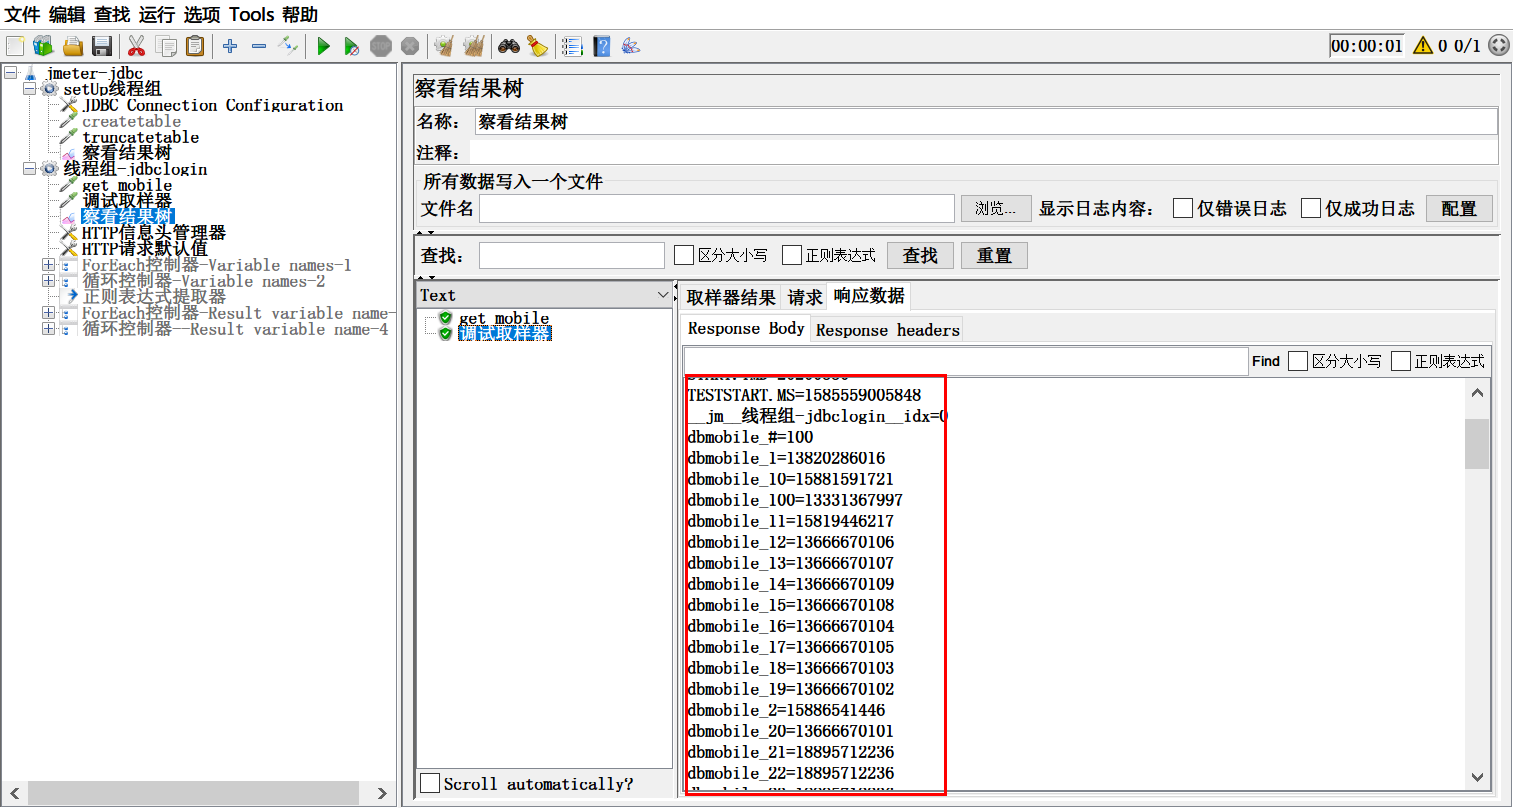 文件 编辑 查找 运行 选项 Tools 帮助
00:00:01 0 0/1
jmeter-jdbc
setUp线程组
JDBC Connection Configuration
createtable
truncatetable
察看结果树
线程组-jdbclogin
get mobile
调试取样器
察看结果树
HTTP信息头管理器
HTTP请求默认值
ForEach控制器-Variable names-1
循环控制器-Variable names-2
正则表达式提取器
ForEach控制器-Result variable name-
循环控制器--Result variable name-4
察看结果树
名称： 察看结果树
注释：
所有数据写入一个文件
文件名 浏览... 显示日志内容： 仅错误日志 仅成功日志 配置
查找： 区分大小写 正则表达式 查找 重置
Text
get mobile
调试取样器
Scroll automatically?
取样器结果 请求 响应数据
Response Body Response headers
Find 区分大小写 正则表达式
TESTSTART.MS=1585559005848
__jm__线程组-jdbclogin__idx=0
dbmobile_#=100
dbmobile_1=13820286016
dbmobile_10=15881591721
dbmobile_100=13331367997
dbmobile_11=15819446217
dbmobile_12=13666670106
dbmobile_13=13666670107
dbmobile_14=13666670109
dbmobile_15=13666670108
dbmobile_16=13666670104
dbmobile_17=13666670105
dbmobile_18=13666670103
dbmobile_19=13666670102
dbmobile_2=15886541446
dbmobile_20=13666670101
dbmobile_21=18895712236
dbmobile_22=18895712236